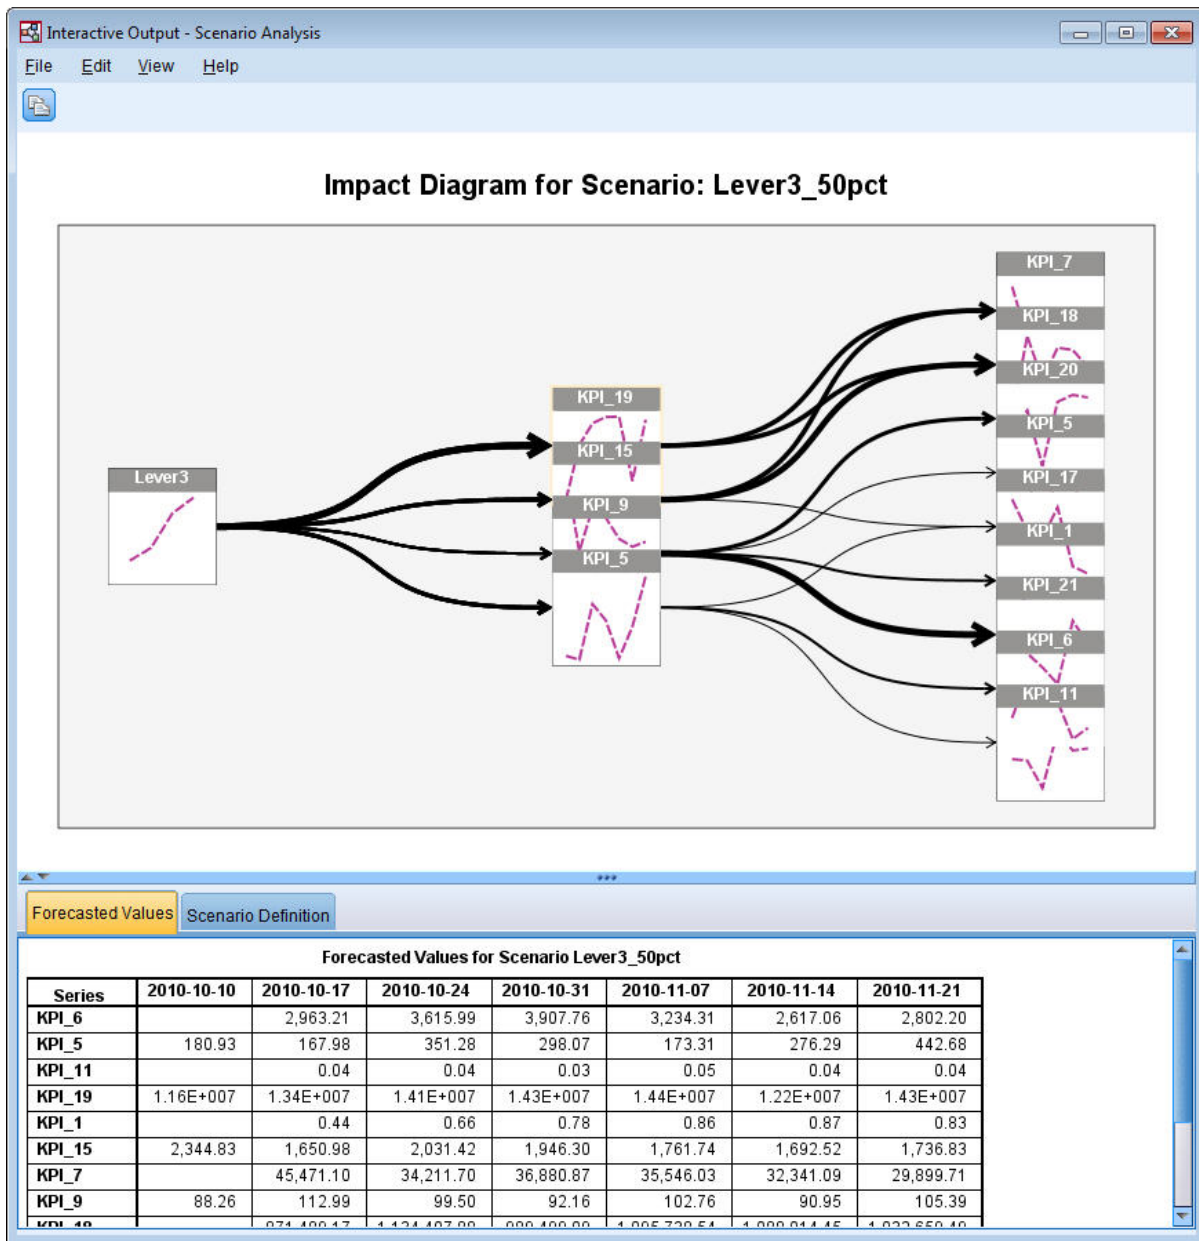 Interactive Output - Scenario Analysis
File Edit View Help
Impact Diagram for Scenario: Lever3_50pct
KPI_7
KPI_18
KPI_20
KPI_19
KPI_5
KPI_15
Lever3
KPI_17
KPI_9
KPI_1
KPI_5
KPI_21
KPI_6
KPI_11
Forecasted Values Scenario Definition
Forecasted Values for Scenario Lever3_50pct
Series 2010-10-10 2010-10-17 2010-10-24 2010-10-31 2010-11-07 2010-11-14 2010-11-21
KPI_6 2,963.21 3,615.99 3,907.76 3,234.31 2,617.06 2,802.20
KPI_5 180.93 167.98 351.28 298.07 173.31 276.29 442.68
KPI_11 0.04 0.04 0.03 0.05 0.04 0.04
KPI_19 1.16E+007 1.34E+007 1.41E+007 1.43E+007 1.44E+007 1.22E+007 1.43E+007
KPI_1 0.44 0.66 0.78 0.86 0.87 0.83
KPI_15 2,344.83 1,650.98 2,031.42 1,946.30 1,761.74 1,692.52 1,736.83
KPI_7 45,471.10 34,211.70 36,880.87 35,546.03 32,341.09 29,899.71
KPI_9 88.26 112.99 99.50 92.16 102.76 90.95 105.39
KPI_18